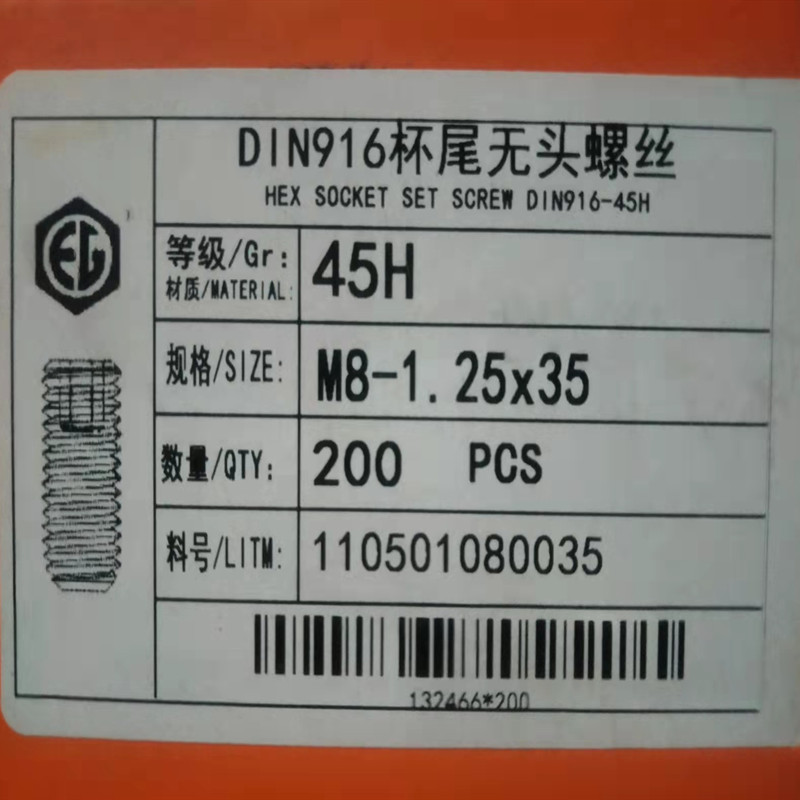 DIN916杯尾无头螺丝
HEX SOCKET SET SCREW DIN916-45H
EG
等级/Gr:
材质/MATERIAL:
45H
规格/SIZE:
M8-1.25x35
数量/QTY:
200 PCS
料号/LITM:
110501080035
132466*200